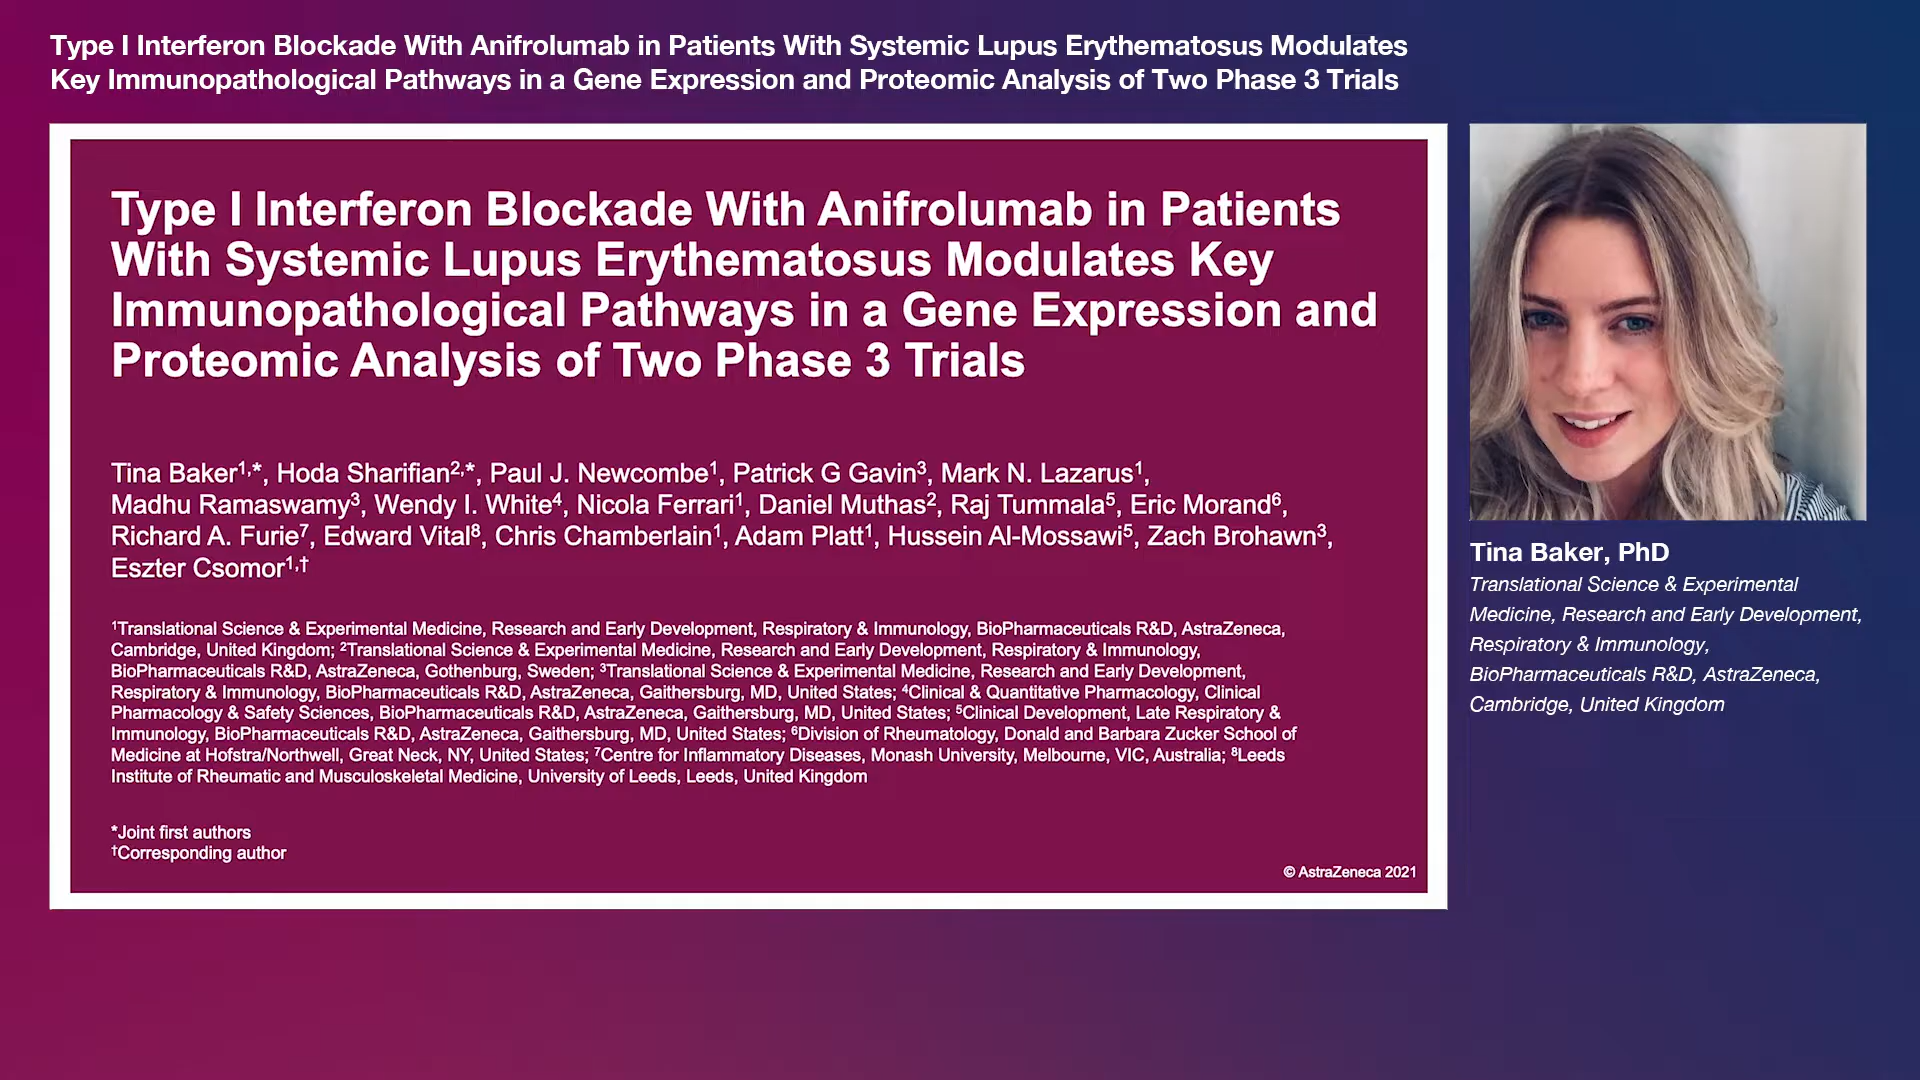 Type I Interferon Blockade With Anifrolumab in Patients With Systemic Lupus Erythematosus Modulates
Key Immunopathological Pathways in a Gene Expression and Proteomic Analysis of Two Phase 3 Trials
Type I Interferon Blockade With Anifrolumab in Patients
With Systemic Lupus Erythematosus Modulates Key
Immunopathological Pathways in a Gene Expression and
Proteomic Analysis of Two Phase 3 Trials
Tina Baker¹,*, Hoda Sharifian²,*, Paul J. Newcombe¹, Patrick G Gavin³, Mark N. Lazarus¹,
Madhu Ramaswamy³, Wendy I. White⁴, Nicola Ferrari¹, Daniel Muthas², Raj Tummala⁵, Eric Morand⁶,
Richard A. Furie⁷, Edward Vital⁸, Chris Chamberlain¹, Adam Platt¹, Hussein Al-Mossawi⁵, Zach Brohawn³,
Eszter Csomor¹,†
¹Translational Science & Experimental Medicine, Research and Early Development, Respiratory & Immunology, BioPharmaceuticals R&D, AstraZeneca,
Cambridge, United Kingdom; ²Translational Science & Experimental Medicine, Research and Early Development, Respiratory & Immunology,
BioPharmaceuticals R&D, AstraZeneca, Gothenburg, Sweden; ³Translational Science & Experimental Medicine, Research and Early Development,
Respiratory & Immunology, BioPharmaceuticals R&D, AstraZeneca, Gaithersburg, MD, United States; ⁴Clinical & Quantitative Pharmacology, Clinical
Pharmacology & Safety Sciences, BioPharmaceuticals R&D, AstraZeneca, Gaithersburg, MD, United States; ⁵Clinical Development, Late Respiratory &
Immunology, BioPharmaceuticals R&D, AstraZeneca, Gaithersburg, MD, United States; ⁶Division of Rheumatology, Donald and Barbara Zucker School of
Medicine at Hofstra/Northwell, Great Neck, NY, United States; ⁷Centre for Inflammatory Diseases, Monash University, Melbourne, VIC, Australia; ⁸Leeds
Institute of Rheumatic and Musculoskeletal Medicine, University of Leeds, Leeds, United Kingdom
*Joint first authors
†Corresponding author
© AstraZeneca 2021
Tina Baker, PhD
Translational Science & Experimental
Medicine, Research and Early Development,
Respiratory & Immunology,
BioPharmaceuticals R&D, AstraZeneca,
Cambridge, United Kingdom